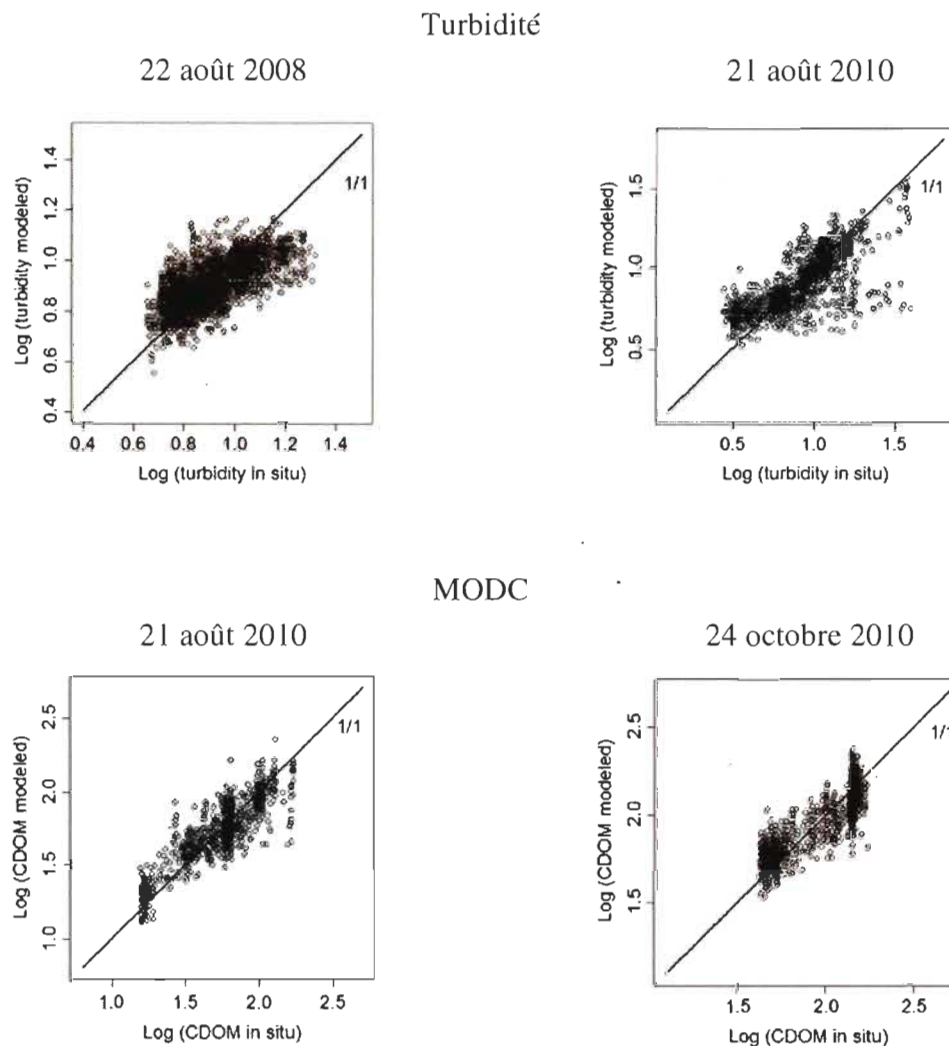 Turbidité
22 août 2008
21 août 2010
Log (turbidity modeled)
1.4
1.2
1.0
0.8
0.6
0.4
1/1
0.4 0.6 0.8 1.0 1.2 1.4
Log (turbidity in situ)
Log (turbidity modeled)
1.5
1.0
0.5
1/1
0.5 1.0 1.5
Log (turbidity in situ)
MODC
21 août 2010
24 octobre 2010
Log (CDOM modeled)
2.5
2.0
1.5
1.0
1/1
1.0 1.5 2.0 2.5
Log (CDOM in situ)
Log (CDOM modeled)
2.5
2.0
1.5
1/1
1.5 2.0 2.5
Log (CDOM in situ)